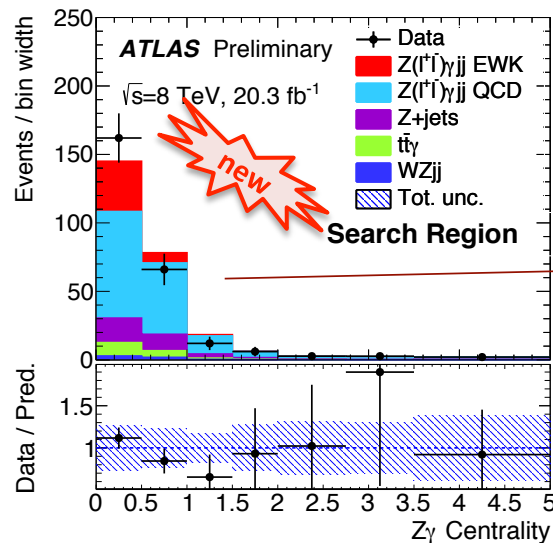 Events / bin width
250
200
150
100
50
0
ATLAS Preliminary
√s=8 TeV, 20.3 fb⁻¹
new
Data
Z(l⁺l⁻)γjj EWK
Z(l⁺l⁻)γjj QCD
Z+jets
tt̄γ
WZjj
Tot. unc.
Search Region
Data / Pred.
1.5
1
0 0.5 1 1.5 2 2.5 3 3.5 4 4.5 5
Zγ Centrality